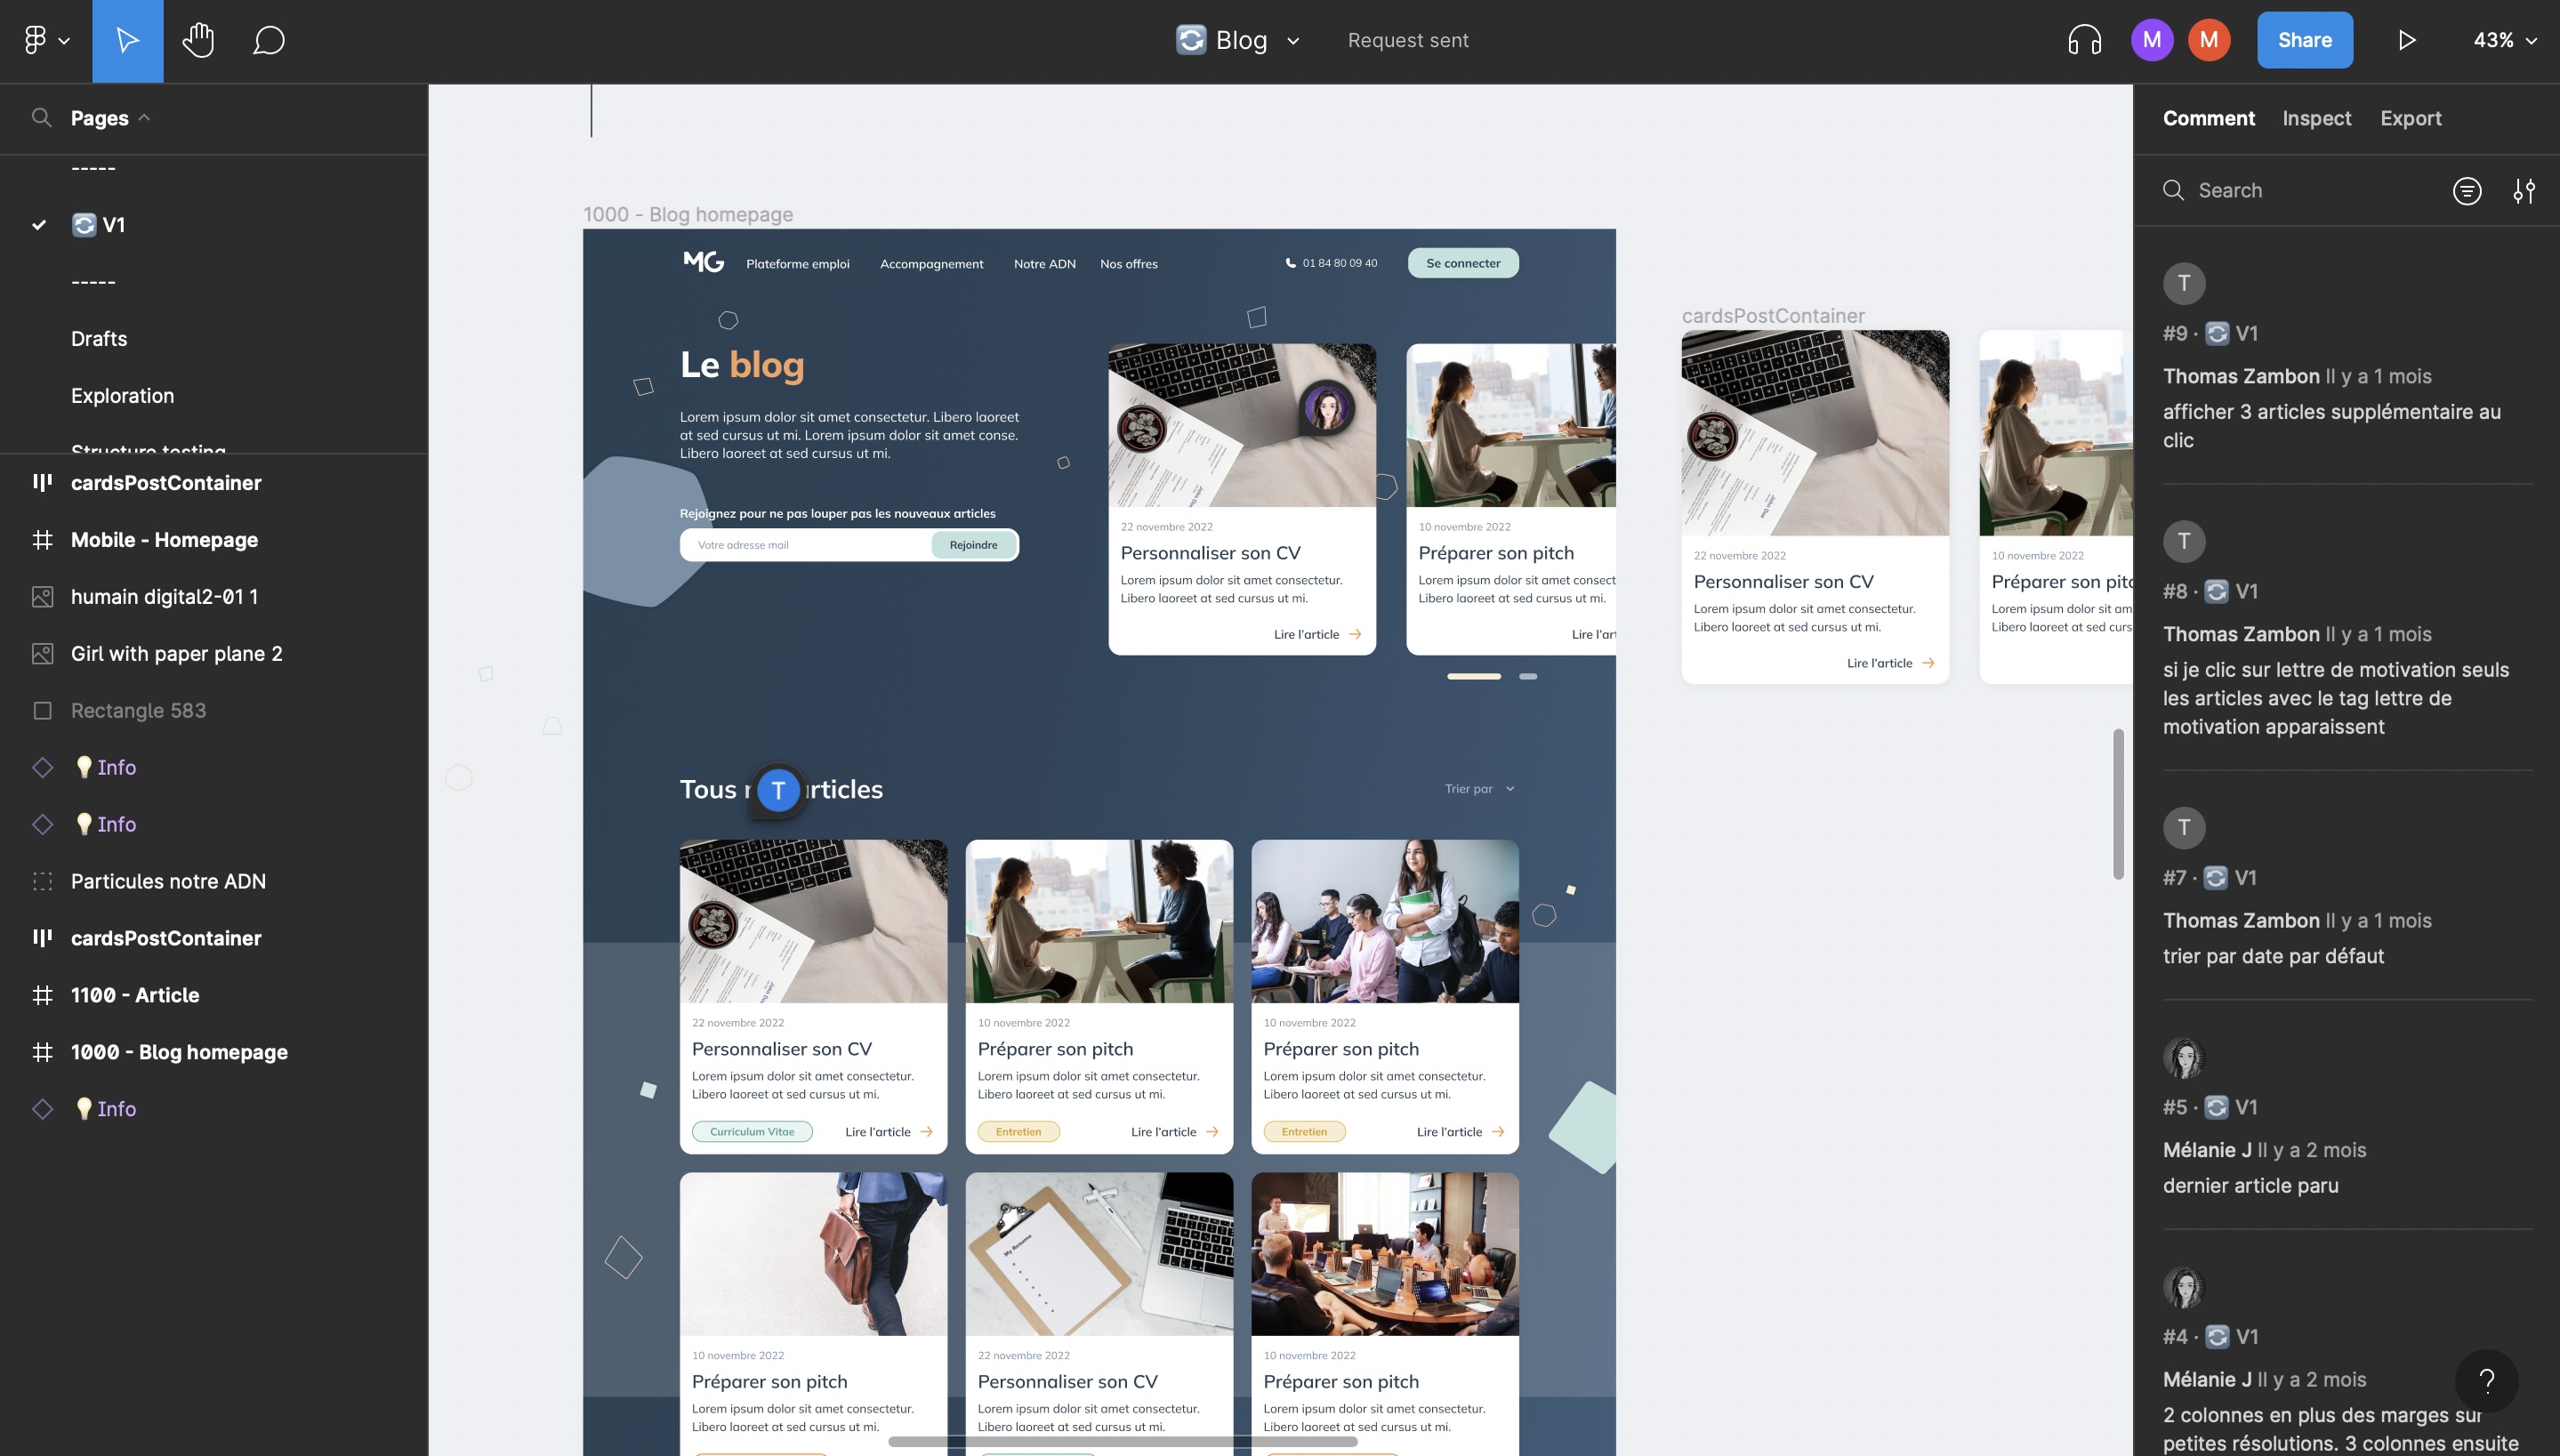 Blog
Request sent
M
M
Share
43%
Pages
-----
V1
-----
Drafts
Exploration
Structure testing
cardsPostContainer
Mobile - Homepage
humain digital2-01 1
Girl with paper plane 2
Rectangle 583
Info
Info
Particules notre ADN
cardsPostContainer
1100 - Article
1000 - Blog homepage
Info
1000 - Blog homepage
MG
Plateforme emploi
Accompagnement
Notre ADN
Nos offres
01 84 80 09 40
Se connecter
Le blog
Lorem ipsum dolor sit amet consectetur. Libero laoreet
at sed cursus ut mi. Lorem ipsum dolor sit amet conse.
Libero laoreet at sed cursus ut mi.
Rejoignez pour ne pas louper pas les nouveaux articles
Votre adresse mail
Rejoindre
22 novembre 2022
Personnaliser son CV
Lorem ipsum dolor sit amet consectetur.
Libero laoreet at sed cursus ut mi.
Lire l'article
10 novembre 2022
Préparer son pitch
Lorem ipsum dolor sit amet consect
Libero laoreet at sed cursus ut mi.
Lire l'art
cardsPostContainer
22 novembre 2022
Personnaliser son CV
Lorem ipsum dolor sit amet consectetur.
Libero laoreet at sed cursus ut mi.
Lire l'article
10 novembre 2022
Préparer son pitc
Lorem ipsum dolor sit am
Libero laoreet at sed curs
Tous
T
rticles
Trier par
22 novembre 2022
Personnaliser son CV
Lorem ipsum dolor sit amet consectetur.
Libero laoreet at sed cursus ut mi.
Curriculum Vitae
Lire l'article
10 novembre 2022
Préparer son pitch
Lorem ipsum dolor sit amet consectetur.
Libero laoreet at sed cursus ut mi.
Entretien
Lire l'article
10 novembre 2022
Préparer son pitch
Lorem ipsum dolor sit amet consectetur.
Libero laoreet at sed cursus ut mi.
Entretien
Lire l'article
10 novembre 2022
Préparer son pitch
Lorem ipsum dolor sit amet consectetur.
Libero laoreet at sed cursus ut mi.
My Resume
22 novembre 2022
Personnaliser son CV
Lorem ipsum dolor sit amet consectetur.
Libero laoreet at sed cursus ut mi.
10 novembre 2022
Préparer son pitch
Lorem ipsum dolor sit amet consectetur.
Libero laoreet at sed cursus ut mi.
Comment
Inspect
Export
Search
T
#9 · V1
Thomas Zambon Il y a 1 mois
afficher 3 articles supplémentaire au
clic
T
#8 · V1
Thomas Zambon Il y a 1 mois
si je clic sur lettre de motivation seuls
les articles avec le tag lettre de
motivation apparaissent
T
#7 · V1
Thomas Zambon Il y a 1 mois
trier par date par défaut
#5 · V1
Mélanie J Il y a 2 mois
dernier article paru
#4 · V1
Mélanie J Il y a 2 mois
2 colonnes en plus des marges sur
petites résolutions. 3 colonnes ensuite
?